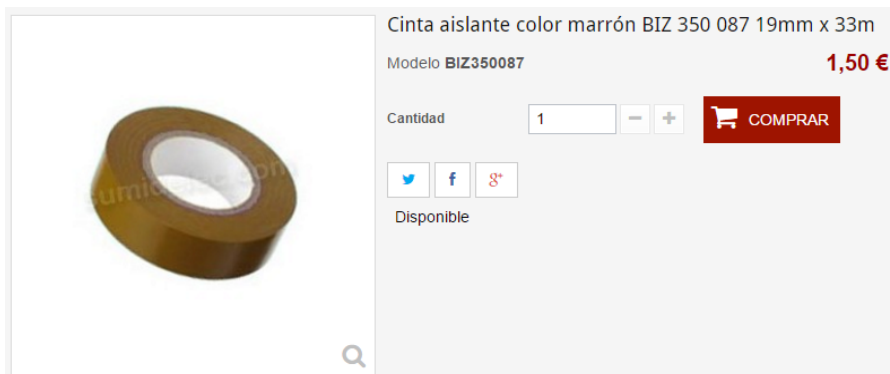 Cinta aislante color marrón BIZ 350 087 19mm x 33m
Modelo BIZ350087
1,50 €
Cantidad
1
COMPRAR
Disponible